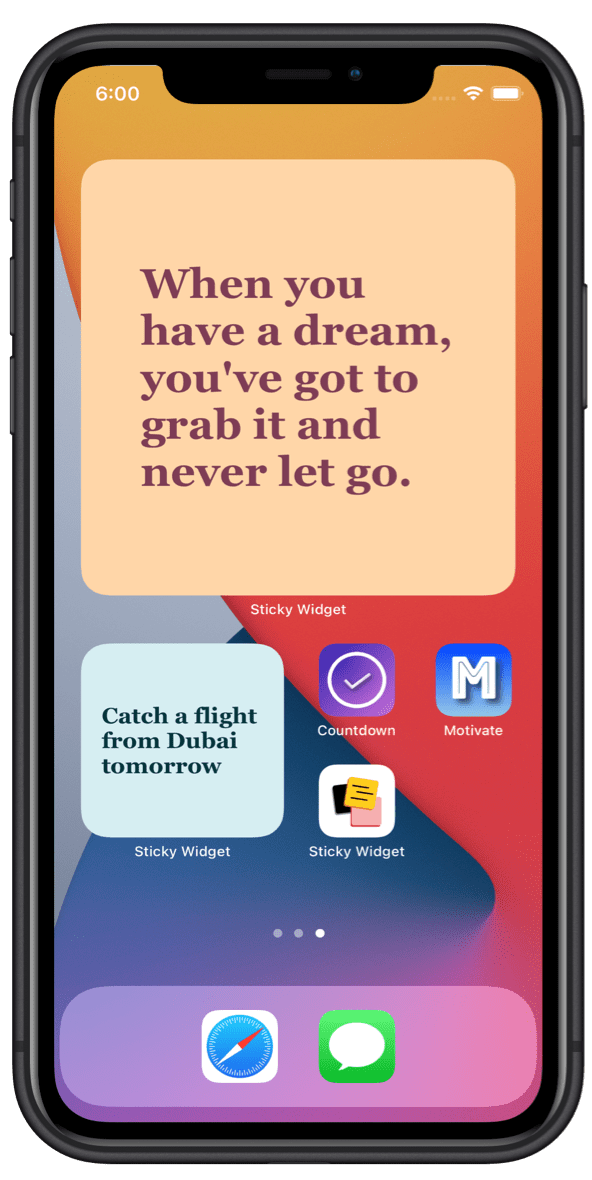 6:00
When you
have a dream,
you've got to
grab it and
never let go.
Sticky Widget
Catch a flight
from Dubai
tomorrow
Sticky Widget
Countdown
M
Motivate
Sticky Widget